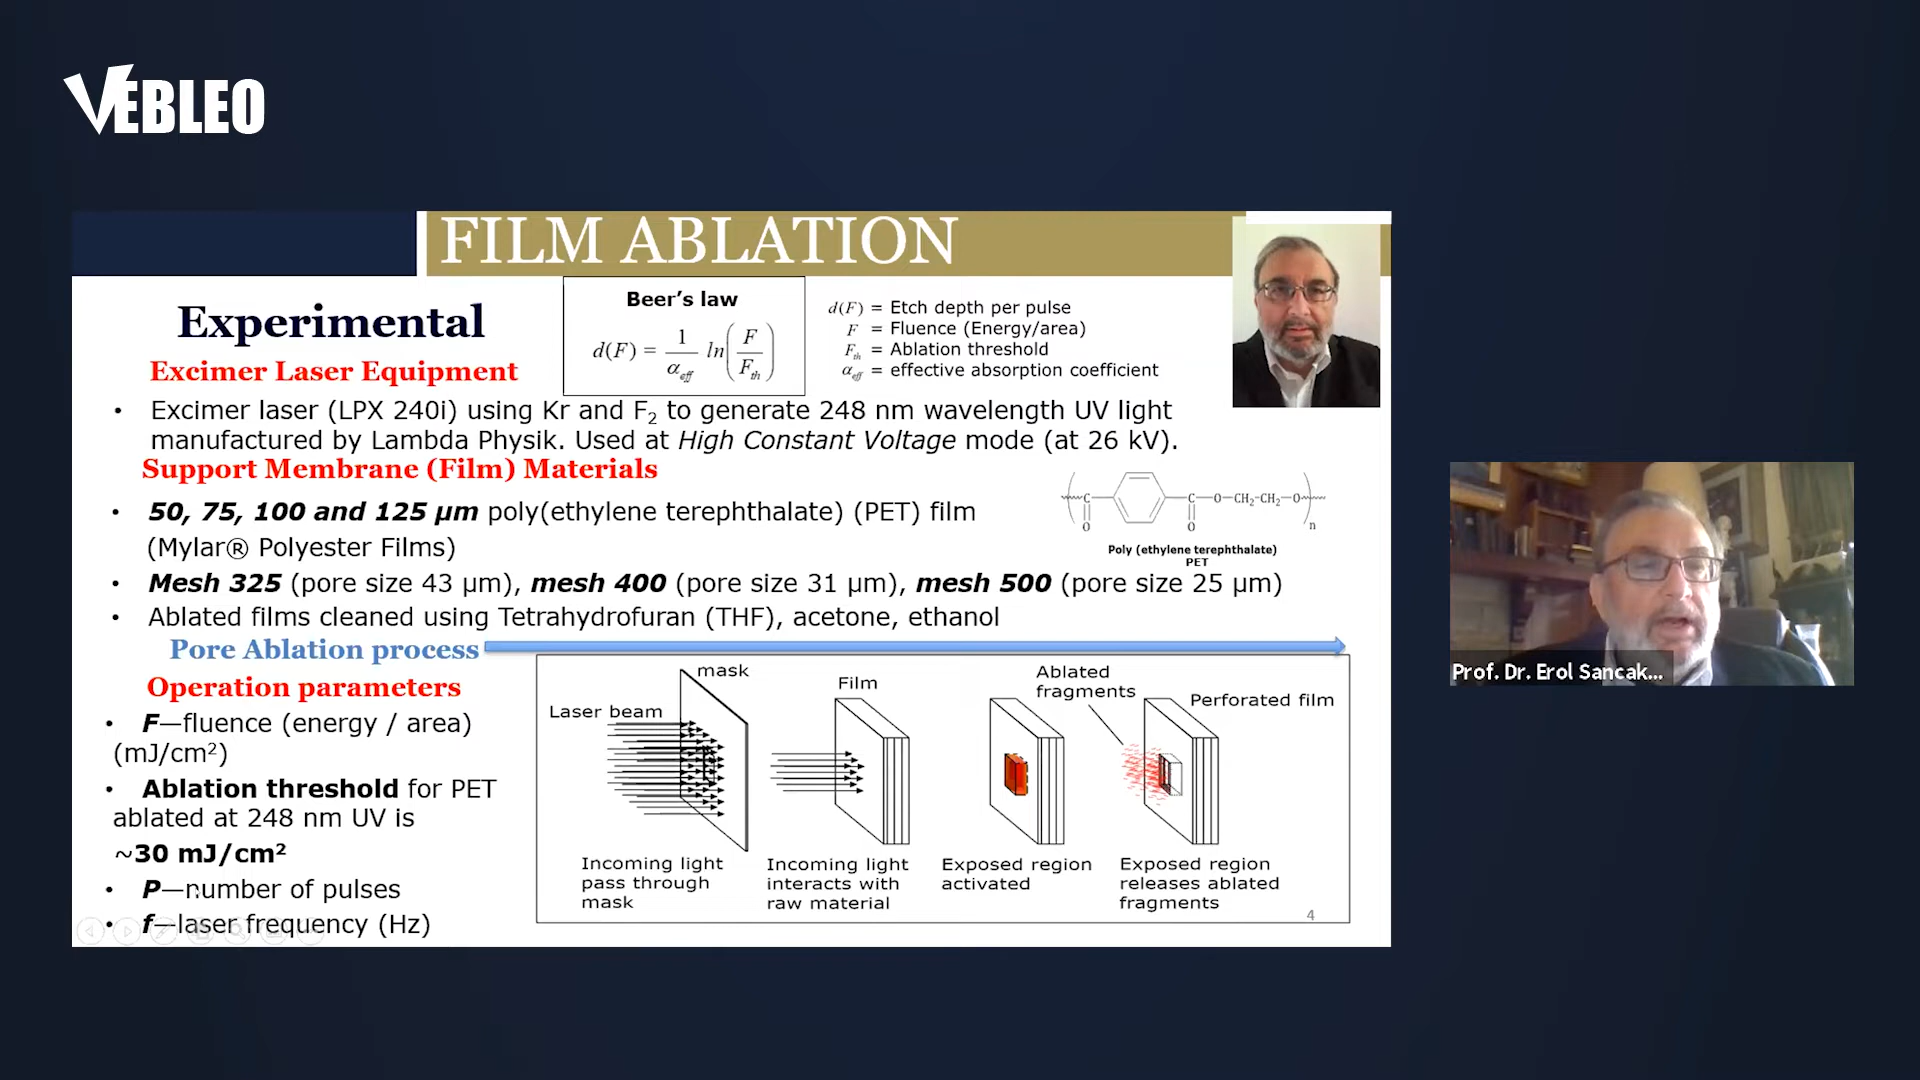 VEBLEO
FILM ABLATION
Experimental
Beer's law
d(F) = 1 / α_eff ln(F / F_th)
d(F) = Etch depth per pulse
F = Fluence (Energy/area)
F_th = Ablation threshold
α_eff = effective absorption coefficient
Excimer Laser Equipment
• Excimer laser (LPX 240i) using Kr and F₂ to generate 248 nm wavelength UV light
manufactured by Lambda Physik. Used at High Constant Voltage mode (at 26 kV).
Support Membrane (Film) Materials
• 50, 75, 100 and 125 µm poly(ethylene terephthalate) (PET) film
(Mylar® Polyester Films)
C O C O O—CH₂-CH₂—O n
Poly (ethylene terephthalate)
PET
• Mesh 325 (pore size 43 µm), mesh 400 (pore size 31 µm), mesh 500 (pore size 25 µm)
• Ablated films cleaned using Tetrahydrofuran (THF), acetone, ethanol
Pore Ablation process
Operation parameters
• F—fluence (energy / area)
(mJ/cm²)
• Ablation threshold for PET
ablated at 248 nm UV is
~30 mJ/cm²
• P—number of pulses
• f—laser frequency (Hz)
mask
Laser beam
Film
Ablated
fragments
Perforated film
Incoming light
pass through
mask
Incoming light
interacts with
raw material
Exposed region
activated
Exposed region
releases ablated
fragments
4
Prof. Dr. Erol Sancak...